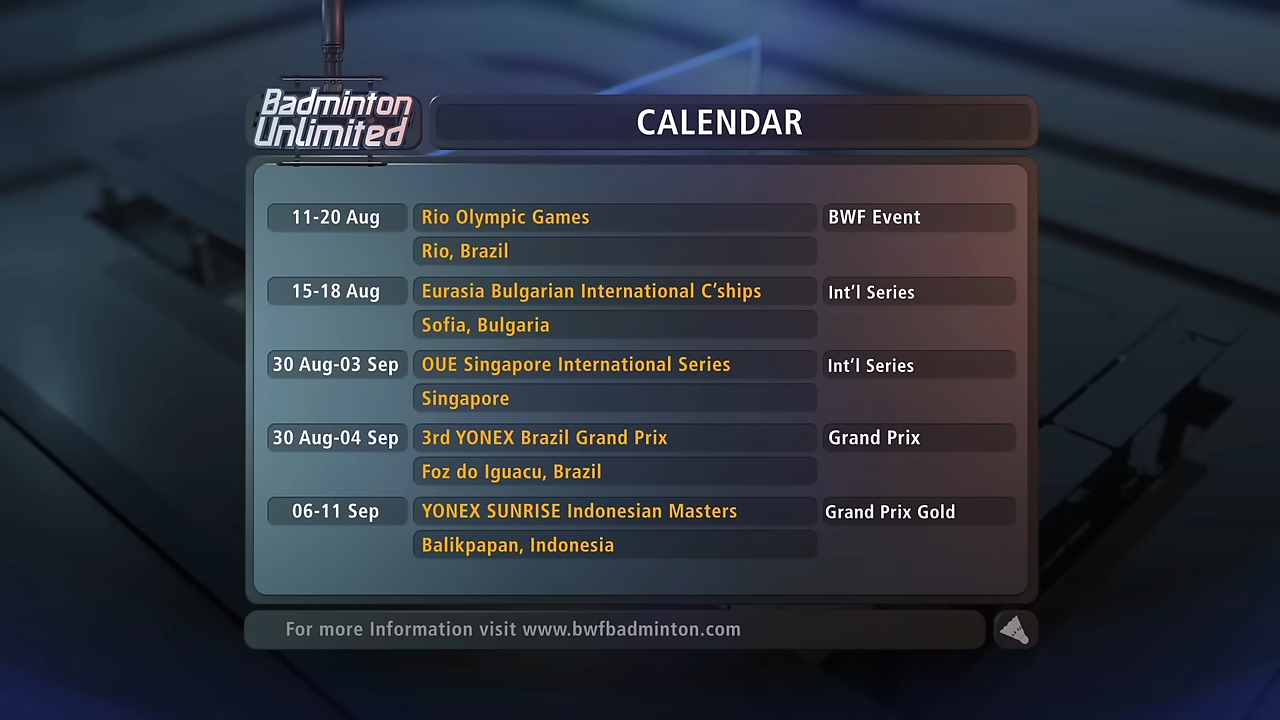 Badminton
Unlimited
CALENDAR
11-20 Aug Rio Olympic Games BWF Event
Rio, Brazil
15-18 Aug Eurasia Bulgarian International C'ships Int'l Series
Sofia, Bulgaria
30 Aug-03 Sep OUE Singapore International Series Int'l Series
Singapore
30 Aug-04 Sep 3rd YONEX Brazil Grand Prix Grand Prix
Foz do Iguacu, Brazil
06-11 Sep YONEX SUNRISE Indonesian Masters Grand Prix Gold
Balikpapan, Indonesia
For more Information visit www.bwfbadminton.com